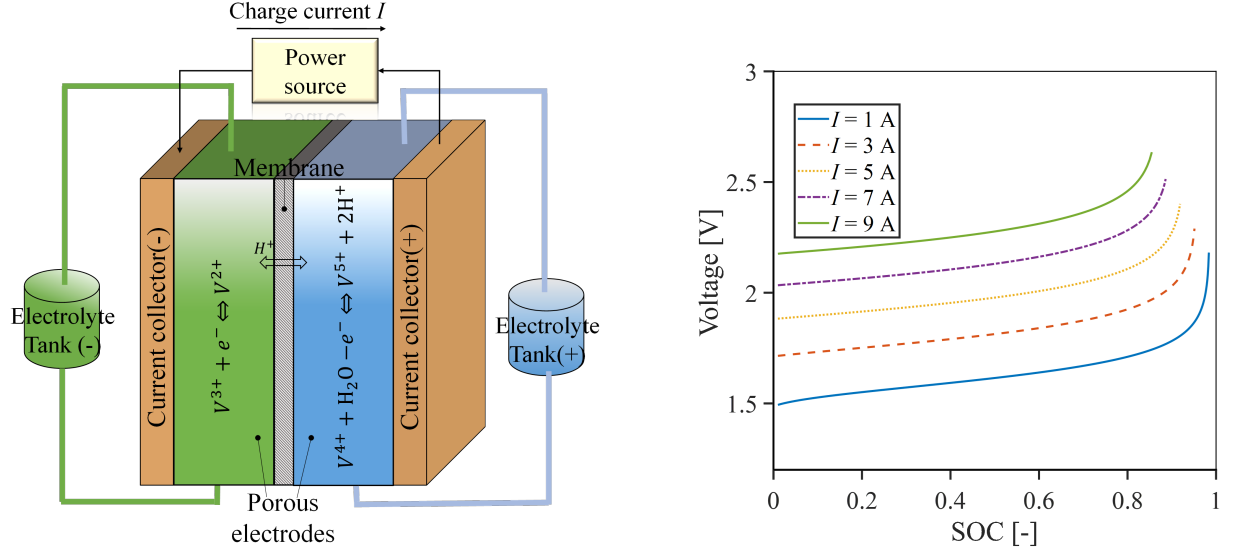 Charge current I
Power
source
Membrane
H⁺
Current collector(-)
V³⁺ + e⁻ ⇔ V²⁺
V⁴⁺ + H₂O − e⁻ ⇔ V⁵⁺ + 2H⁺
Current collector(+)
Electrolyte
Tank (-)
Electrolyte
Tank(+)
Porous
electrodes
3
2.5
2
1.5
Voltage [V]
I = 1 A
I = 3 A
I = 5 A
I = 7 A
I = 9 A
0
0.2
0.4
0.6
0.8
1
SOC [-]